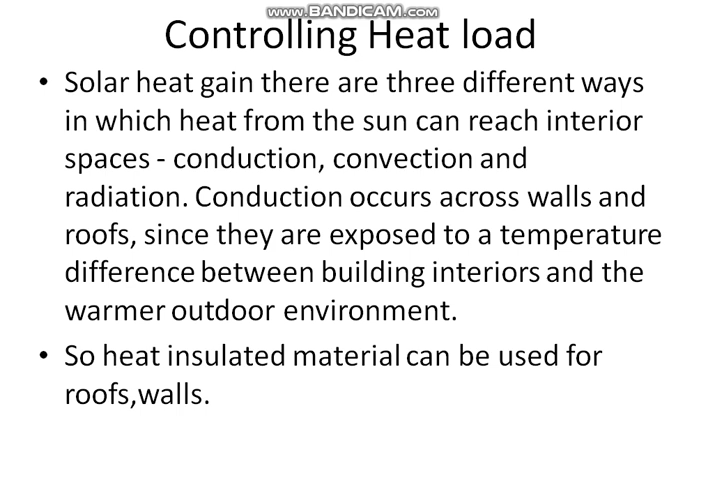 www.BANDICAM.com
Controlling Heat load
• Solar heat gain there are three different ways
in which heat from the sun can reach interior
spaces - conduction, convection and
radiation. Conduction occurs across walls and
roofs, since they are exposed to a temperature
difference between building interiors and the
warmer outdoor environment.
• So heat insulated material can be used for
roofs,walls.